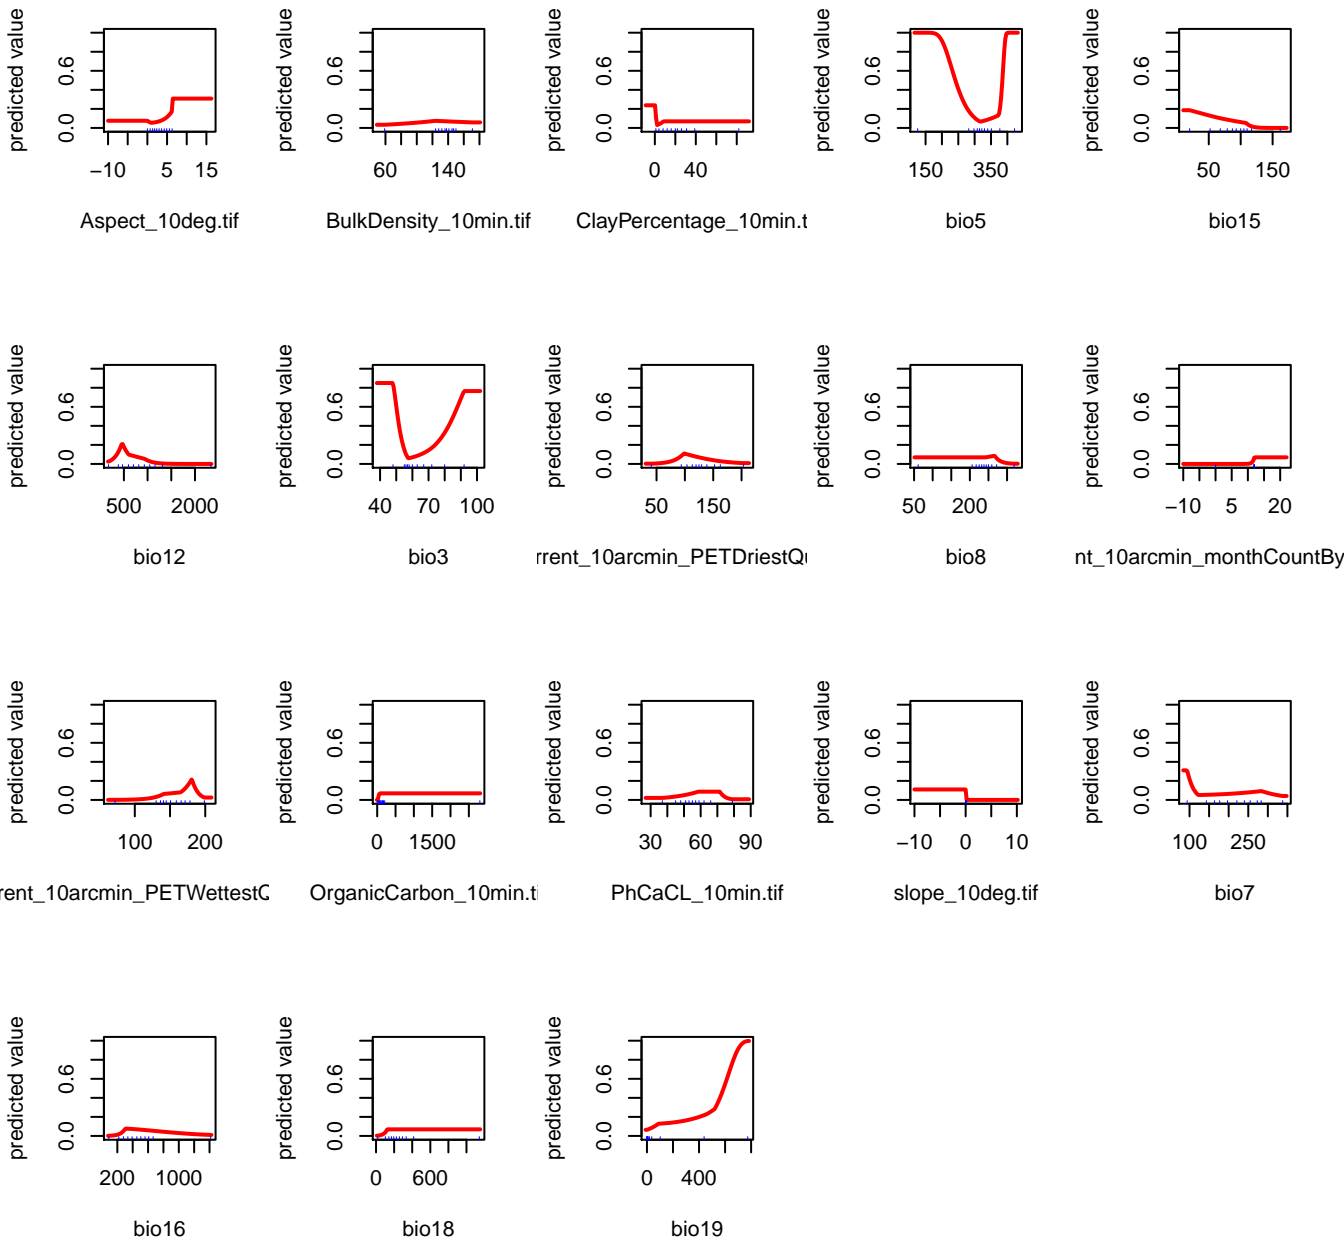 predicted value
0.0 0.6
-10 5 15
Aspect_10deg.tif
predicted value
0.0 0.6
60 140
BulkDensity_10min.tif
predicted value
0.0 0.6
0 40
ClayPercentage_10min.t
predicted value
0.0 0.6
150 350
bio5
predicted value
0.0 0.6
50 150
bio15
predicted value
0.0 0.6
500 2000
bio12
predicted value
0.0 0.6
40 70 100
bio3
predicted value
0.0 0.6
50 150
rrent_10arcmin_PETDriestQu
predicted value
0.0 0.6
50 200
bio8
predicted value
0.0 0.6
-10 5 20
nt_10arcmin_monthCountBy
predicted value
0.0 0.6
100 200
rent_10arcmin_PETWettestQ
predicted value
0.0 0.6
0 1500
OrganicCarbon_10min.ti
predicted value
0.0 0.6
30 60 90
PhCaCL_10min.tif
predicted value
0.0 0.6
-10 0 10
slope_10deg.tif
predicted value
0.0 0.6
100 250
bio7
predicted value
0.0 0.6
200 1000
bio16
predicted value
0.0 0.6
0 600
bio18
predicted value
0.0 0.6
0 400
bio19